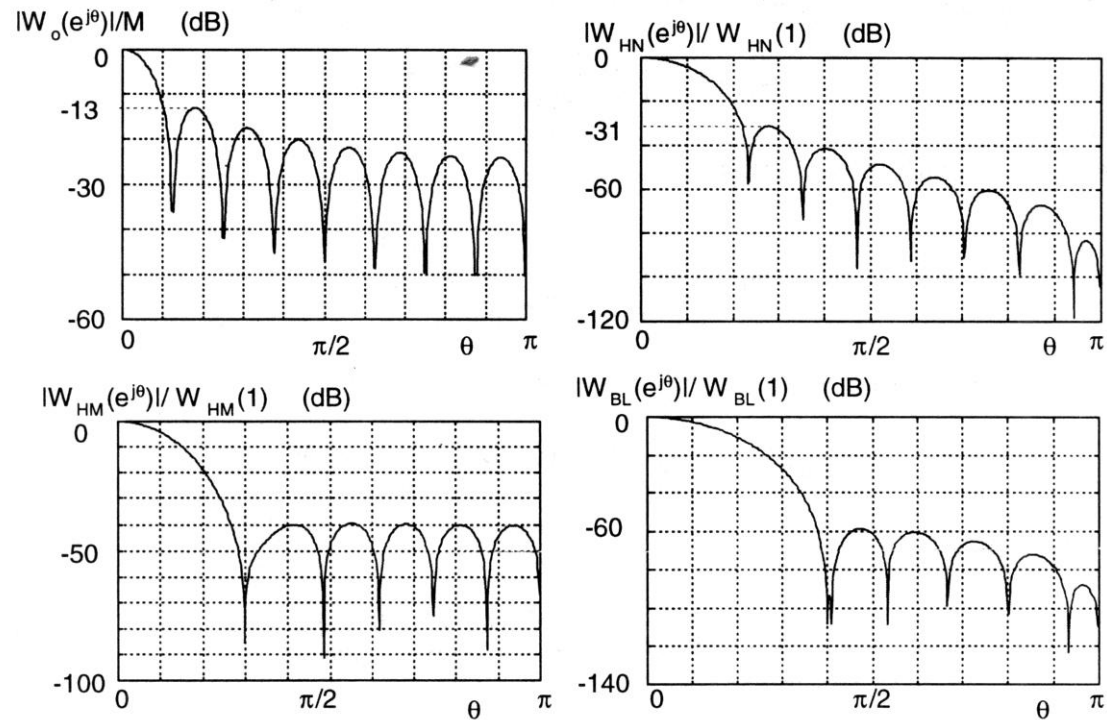 |W_o(e^jθ)|/M (dB)
0
-13
-30
-60
0 π/2 θ π
|W_HN(e^jθ)|/ W_HN(1) (dB)
0
-31
-60
-120
0 π/2 θ π
|W_HM(e^jθ)|/ W_HM(1) (dB)
0
-50
-100
0 π/2 θ π
|W_BL(e^jθ)|/ W_BL(1) (dB)
0
-60
-140
0 π/2 θ π